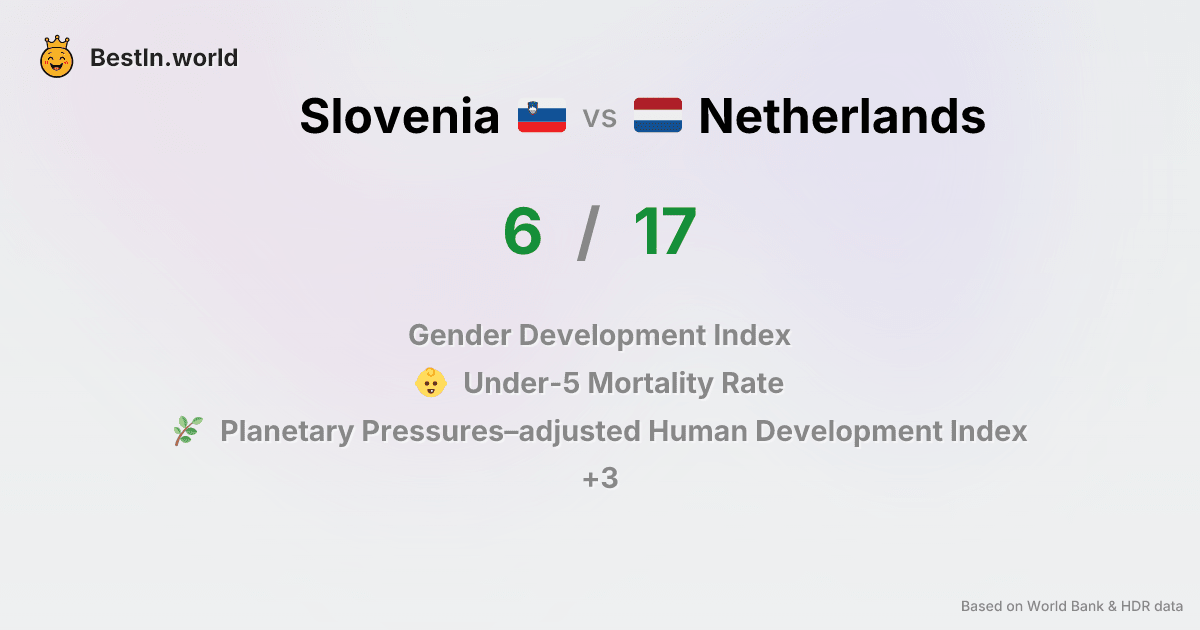 BestIn.world
Slovenia vs Netherlands
6 / 17
Gender Development Index
Under-5 Mortality Rate
Planetary Pressures–adjusted Human Development Index
+3
Based on World Bank & HDR data